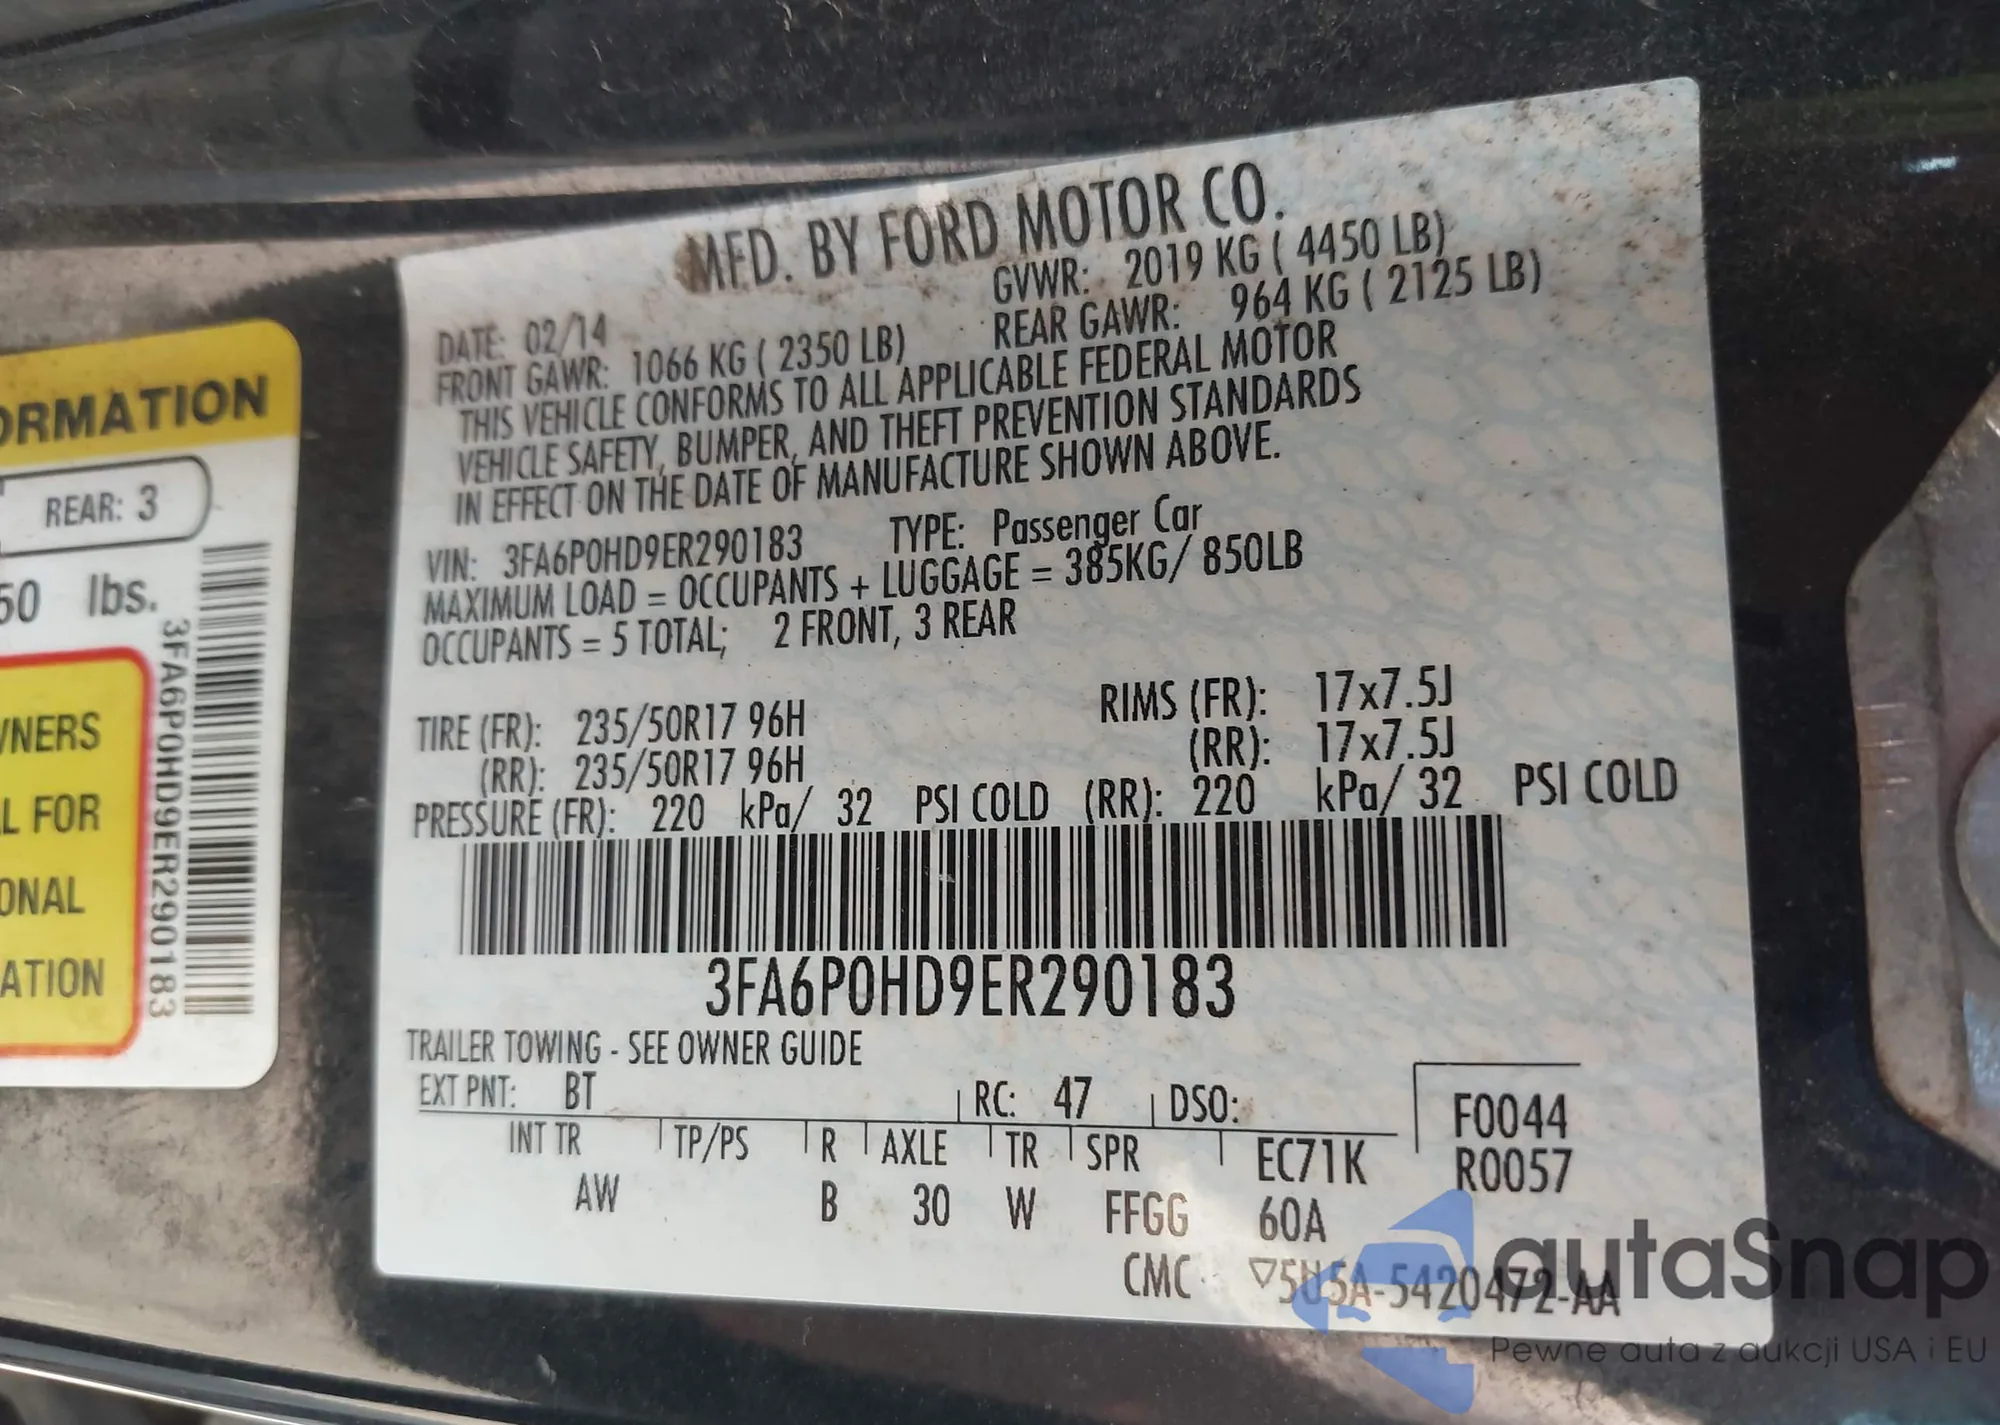 ORMATION
REAR: 3
50 lbs.
3FA6P0HD9ER290183
WNERS
L FOR
ONAL
ATION
MFD. BY FORD MOTOR CO.
DATE: 02/14 GVWR: 2019 KG ( 4450 LB)
FRONT GAWR: 1066 KG ( 2350 LB) REAR GAWR: 964 KG ( 2125 LB)
THIS VEHICLE CONFORMS TO ALL APPLICABLE FEDERAL MOTOR
VEHICLE SAFETY, BUMPER, AND THEFT PREVENTION STANDARDS
IN EFFECT ON THE DATE OF MANUFACTURE SHOWN ABOVE.
VIN: 3FA6P0HD9ER290183 TYPE: Passenger Car
MAXIMUM LOAD = OCCUPANTS + LUGGAGE = 385KG/ 850LB
OCCUPANTS = 5 TOTAL; 2 FRONT, 3 REAR
TIRE (FR): 235/50R17 96H RIMS (FR): 17x7.5J
(RR): 235/50R17 96H (RR): 17x7.5J
PRESSURE (FR): 220 kPa/ 32 PSI COLD (RR): 220 kPa/ 32 PSI COLD
3FA6P0HD9ER290183
TRAILER TOWING - SEE OWNER GUIDE
EXT PNT: BT RC: 47 DSO: F0044
INT TR TP/PS R AXLE TR SPR EC71K R0057
AW B 30 W FFGG 60A
CMC ▽5U5A-5420472-AA
autaSnap
Pewne auta z aukcji USA i EU